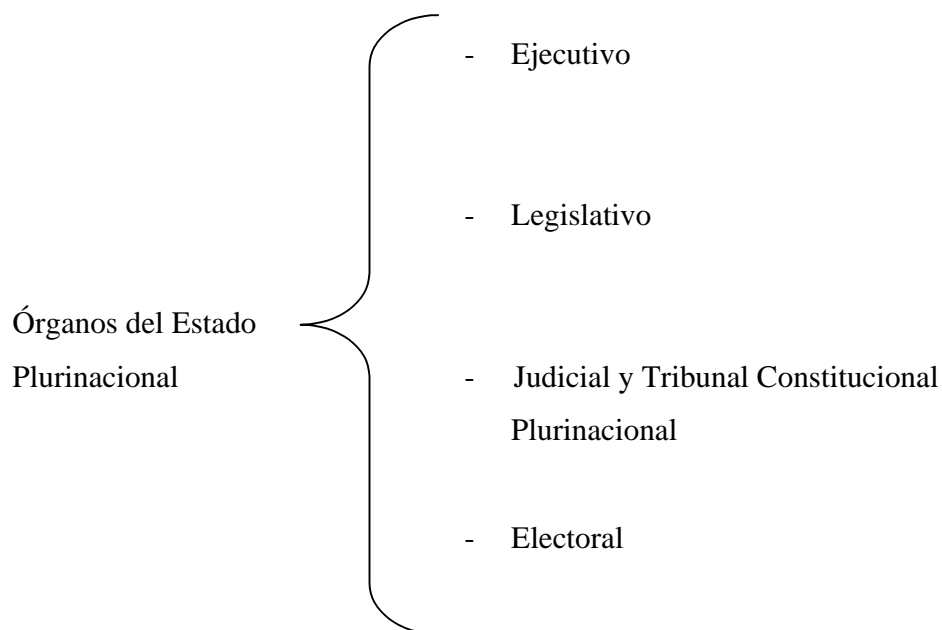 Órganos del Estado
Plurinacional
- Ejecutivo
- Legislativo
- Judicial y Tribunal Constitucional
Plurinacional
- Electoral